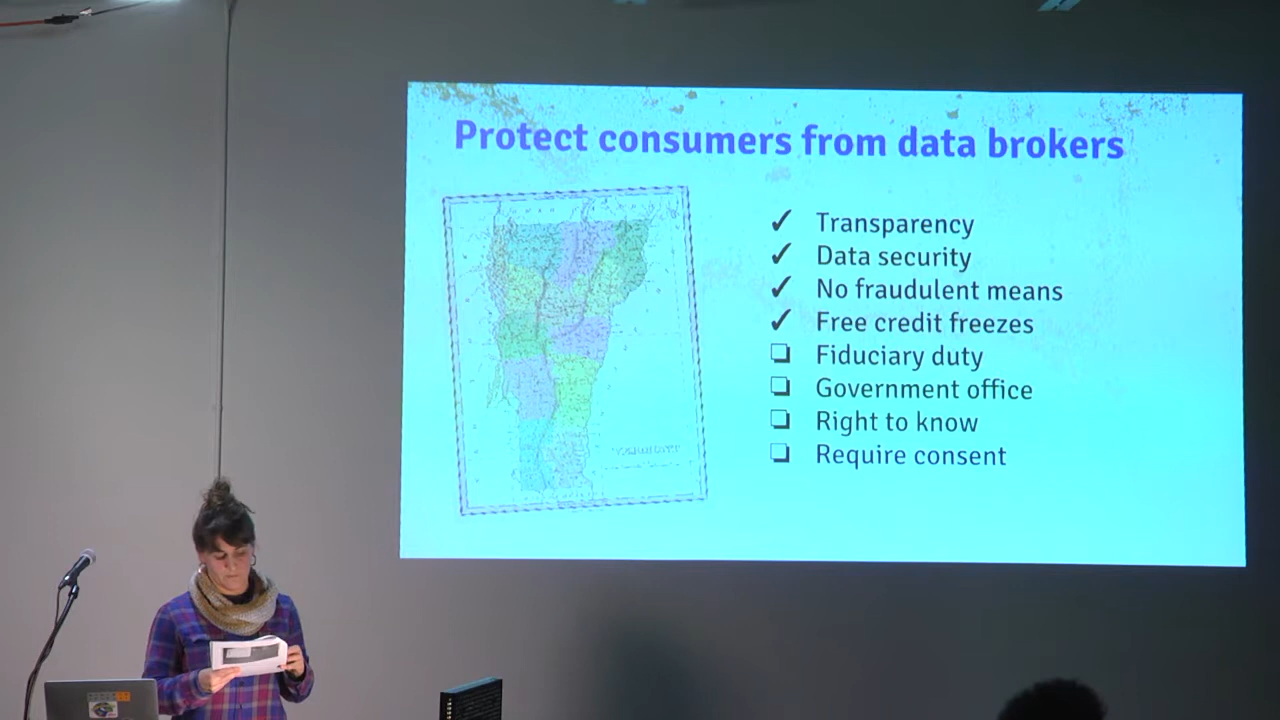 Protect consumers from data brokers
✓ Transparency
✓ Data security
✓ No fraudulent means
✓ Free credit freezes
❏ Fiduciary duty
❏ Government office
❏ Right to know
❏ Require consent